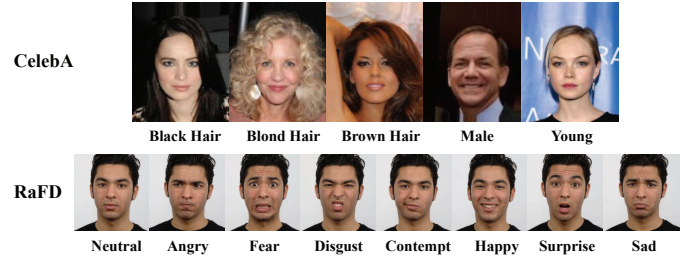 CelebA
Black Hair Blond Hair Brown Hair Male Young
RaFD
Neutral Angry Fear Disgust Contempt Happy Surprise Sad